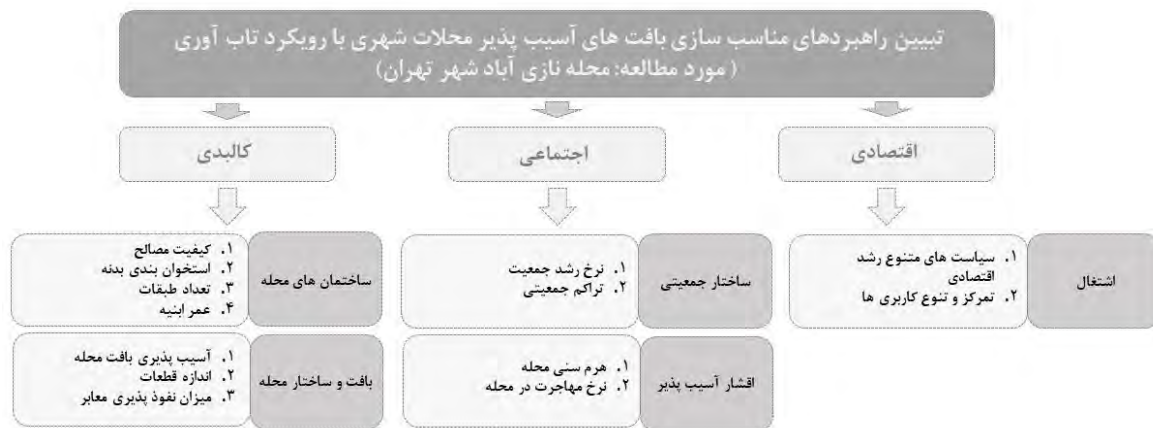 تبیین راهبردهای مناسب سازی بافت های آسیب پذیر محلات شهری با رویکرد تاب آوری
( مورد مطالعه: محله نازی آباد شهر تهران)
اقتصادی
اجتماعی
کالبدی
اشتغال
۱. سیاست های متنوع رشد
اقتصادی
۲. تمرکز و تنوع کاربری ها
ساختار جمعیتی
۱. نرخ رشد جمعیت
۲. تراکم جمعیتی
اقشار آسیب پذیر
۱. هرم سنی محله
۲. نرخ مهاجرت در محله
ساختمان های محله
۱. کیفیت مصالح
۲. استخوان بندی بدنه
۳. تعداد طبقات
۴. عمر ابنیه
بافت و ساختار محله
۱. آسیب پذیری بافت محله
۲. اندازه قطعات
۳. میزان نفوذ پذیری معابر